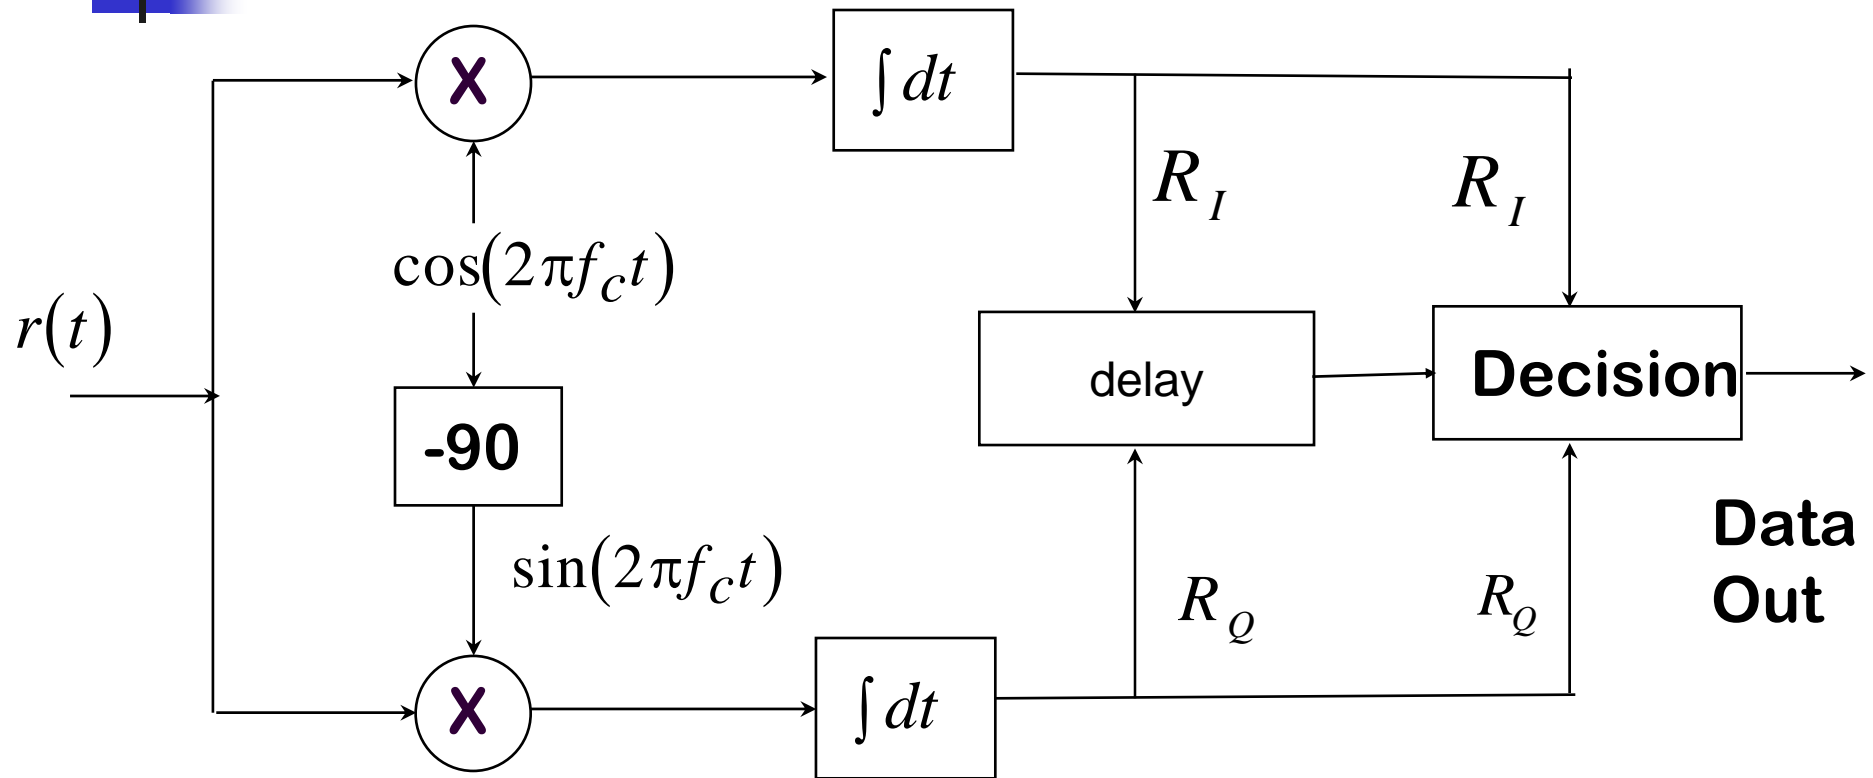 X
∫ dt
R_I
R_I
cos(2πf_c t)
r(t)
delay
Decision
-90
sin(2πf_c t)
R_Q
R_Q
Data
Out
X
∫ dt